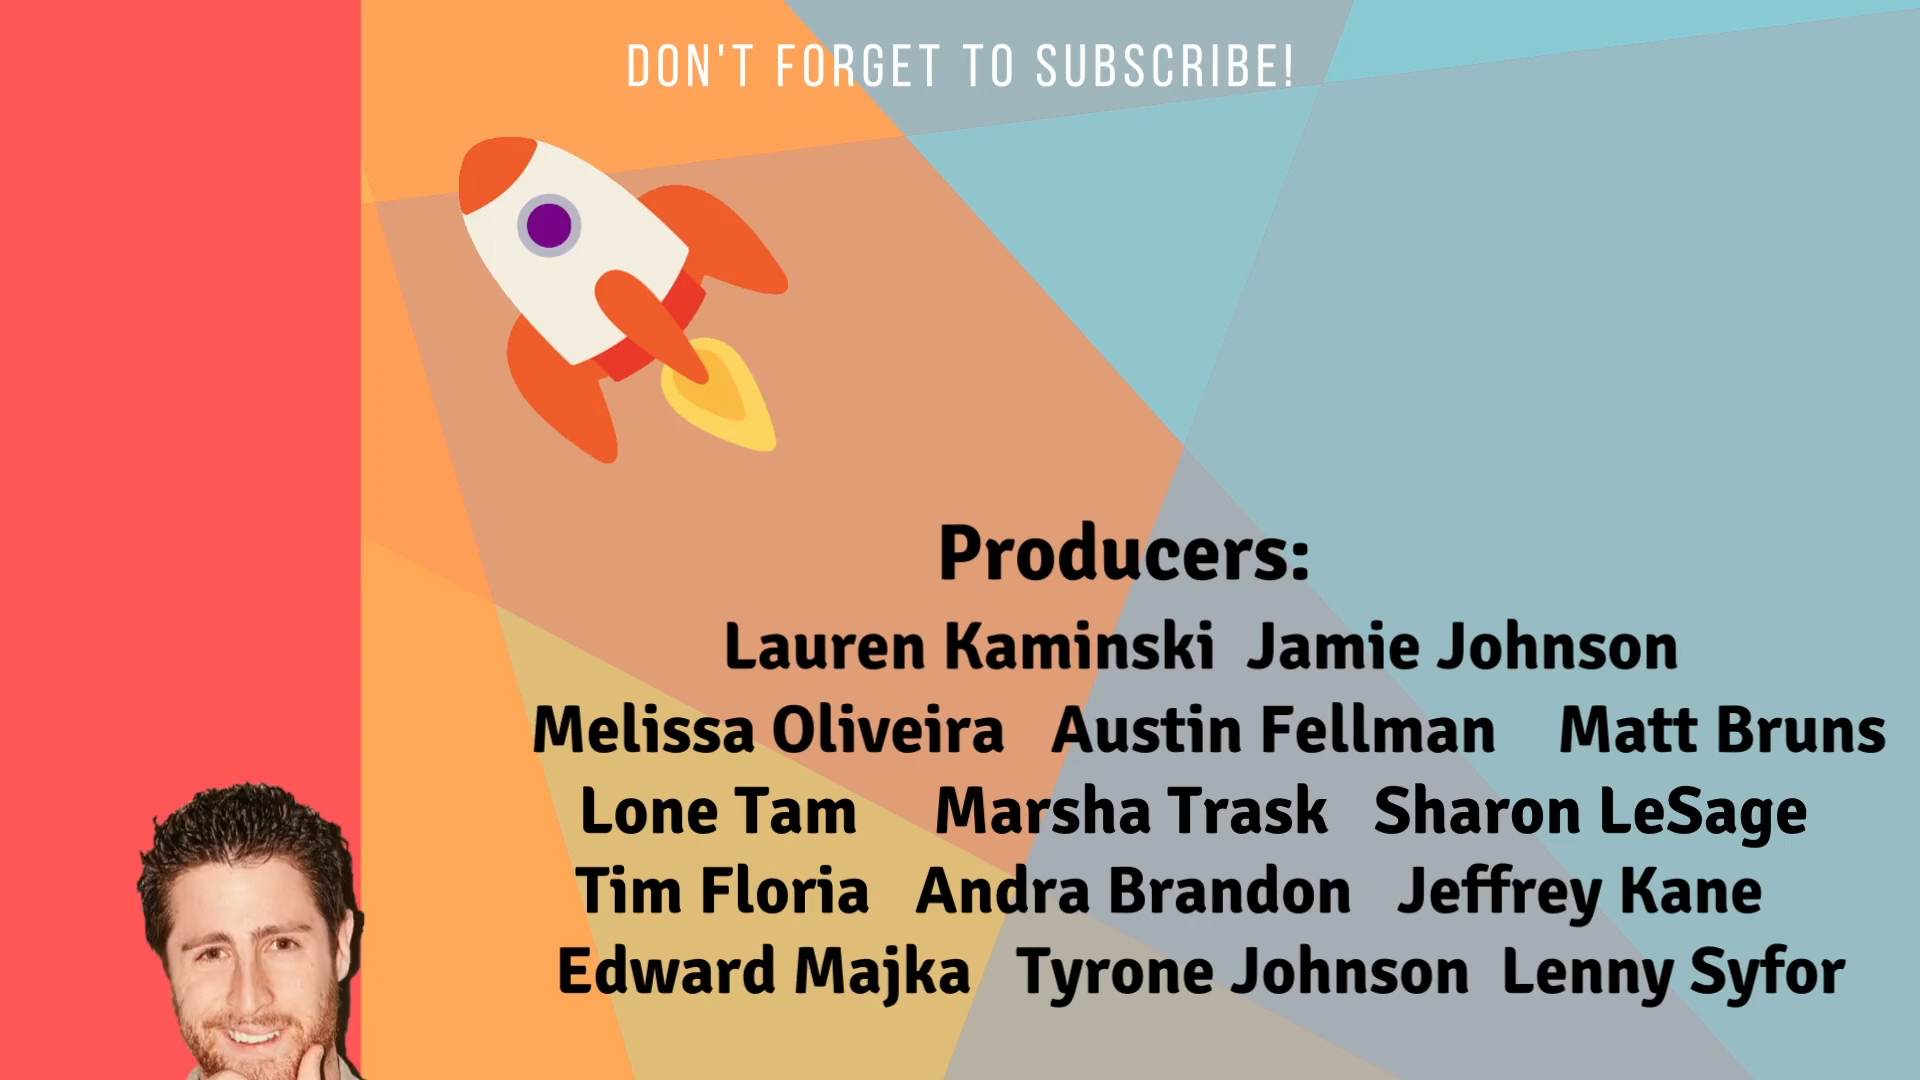 DON'T FORGET TO SUBSCRIBE!
Producers:
Lauren Kaminski Jamie Johnson
Melissa Oliveira Austin Fellman Matt Bruns
Lone Tam Marsha Trask Sharon LeSage
Tim Floria Andra Brandon Jeffrey Kane
Edward Majka Tyrone Johnson Lenny Syfor